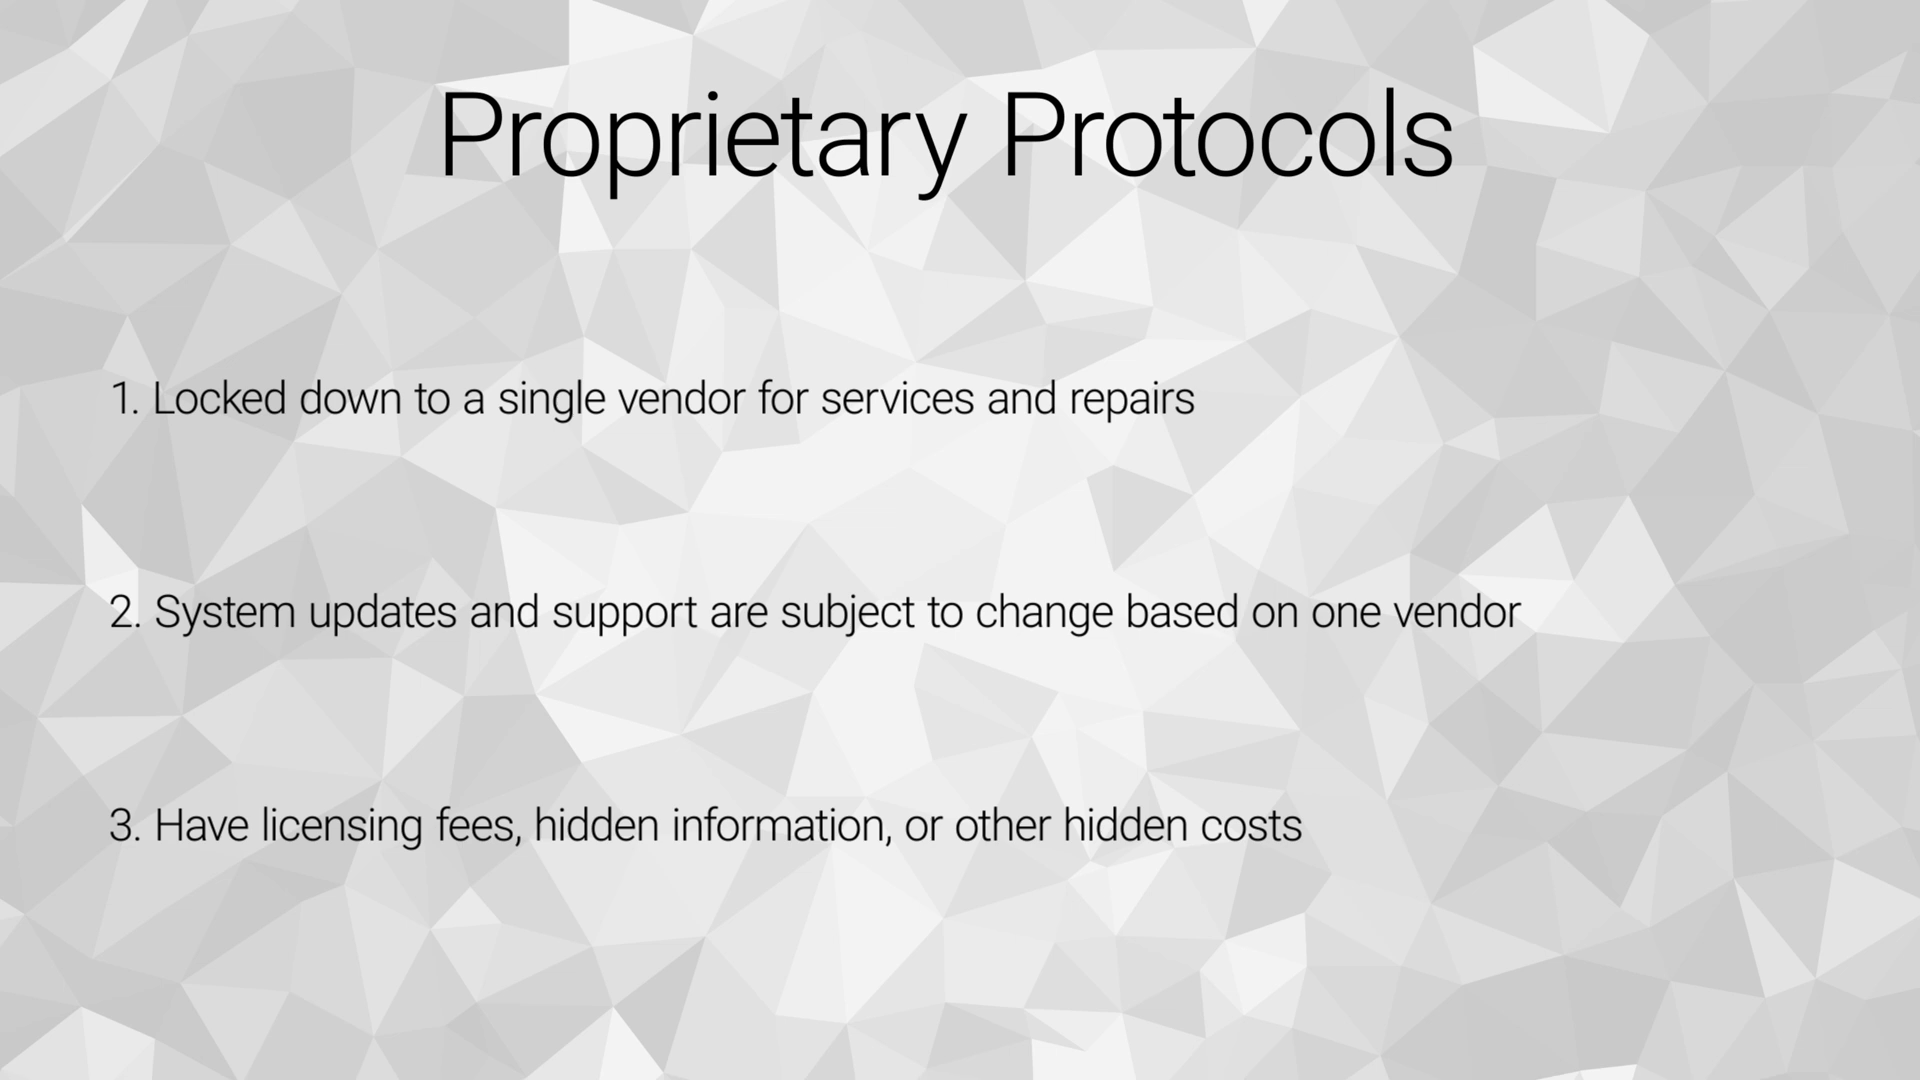 Proprietary Protocols
1. Locked down to a single vendor for services and repairs
2. System updates and support are subject to change based on one vendor
3. Have licensing fees, hidden information, or other hidden costs